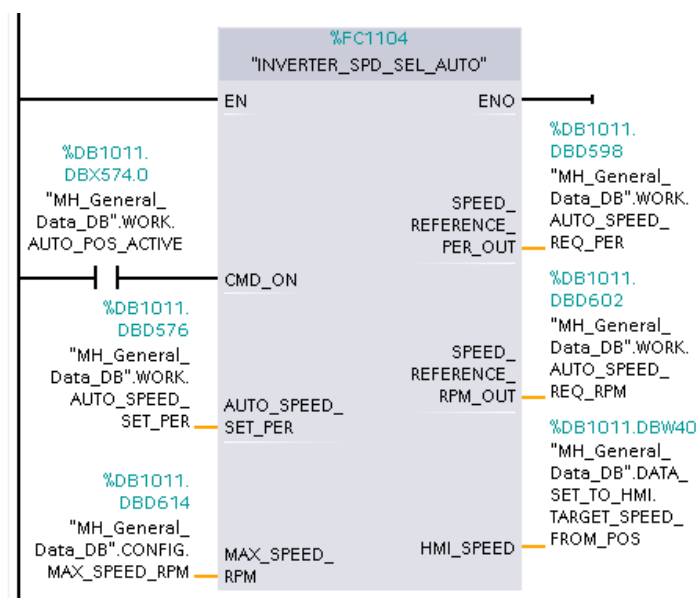 %FC1104
"INVERTER_SPD_SEL_AUTO"
EN
ENO
%DB1011.
DBX574.0
"MH_General_
Data_DB".WORK.
AUTO_POS_ACTIVE
CMD_ON
%DB1011.
DBD576
"MH_General_
Data_DB".WORK.
AUTO_SPEED_
SET_PER
AUTO_SPEED_
SET_PER
%DB1011.
DBD614
"MH_General_
Data_DB".CONFIG.
MAX_SPEED_RPM
MAX_SPEED_
RPM
SPEED_
REFERENCE_
PER_OUT
%DB1011.
DBD598
"MH_General_
Data_DB".WORK.
AUTO_SPEED_
REQ_PER
SPEED_
REFERENCE_
RPM_OUT
%DB1011.
DBD602
"MH_General_
Data_DB".WORK.
AUTO_SPEED_
REQ_RPM
HMI_SPEED
%DB1011.DBW40
"MH_General_
Data_DB".DATA_
SET_TO_HMI.
TARGET_SPEED_
FROM_POS